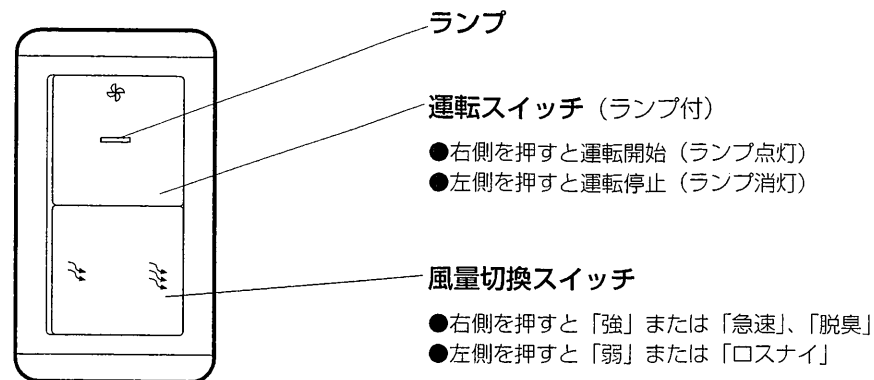 ランプ
運転スイッチ（ランプ付）
●右側を押すと運転開始（ランプ点灯）
●左側を押すと運転停止（ランプ消灯）
風量切換スイッチ
●右側を押すと「強」または「急速」、「脱臭」
●左側を押すと「弱」または「ロスナイ」